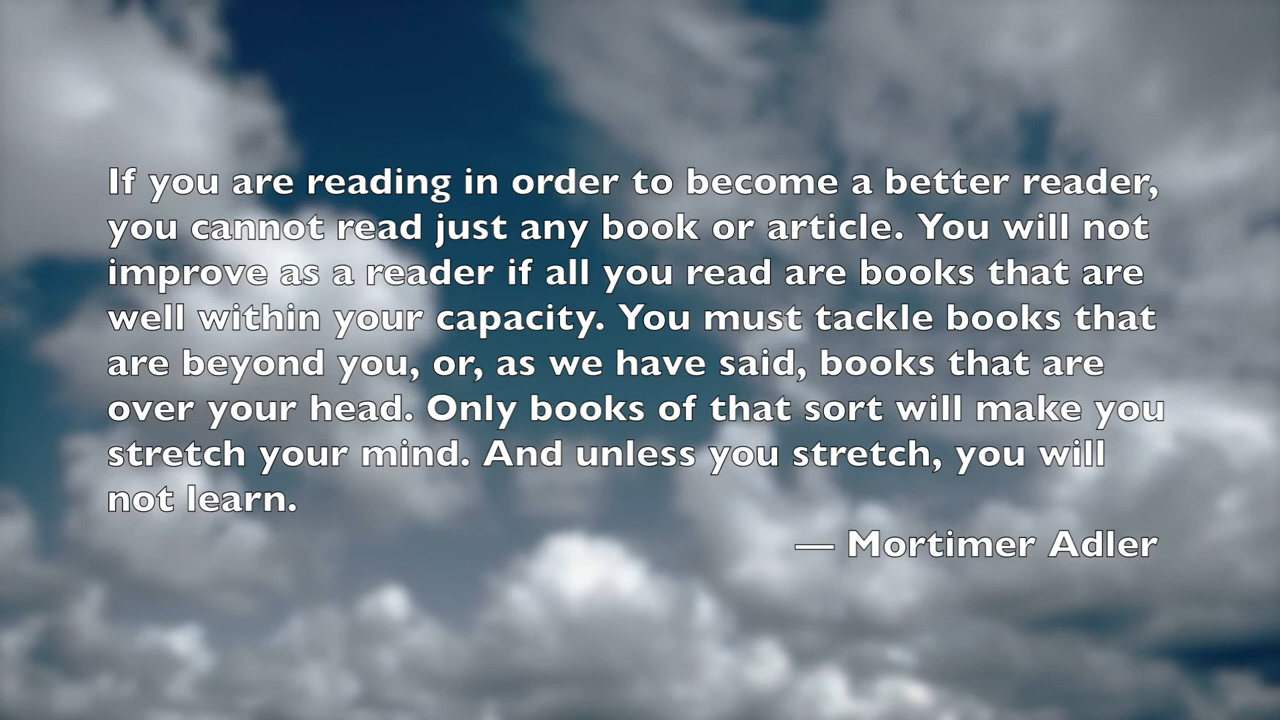 If you are reading in order to become a better reader,
you cannot read just any book or article. You will not
improve as a reader if all you read are books that are
well within your capacity. You must tackle books that
are beyond you, or, as we have said, books that are
over your head. Only books of that sort will make you
stretch your mind. And unless you stretch, you will
not learn.
— Mortimer Adler